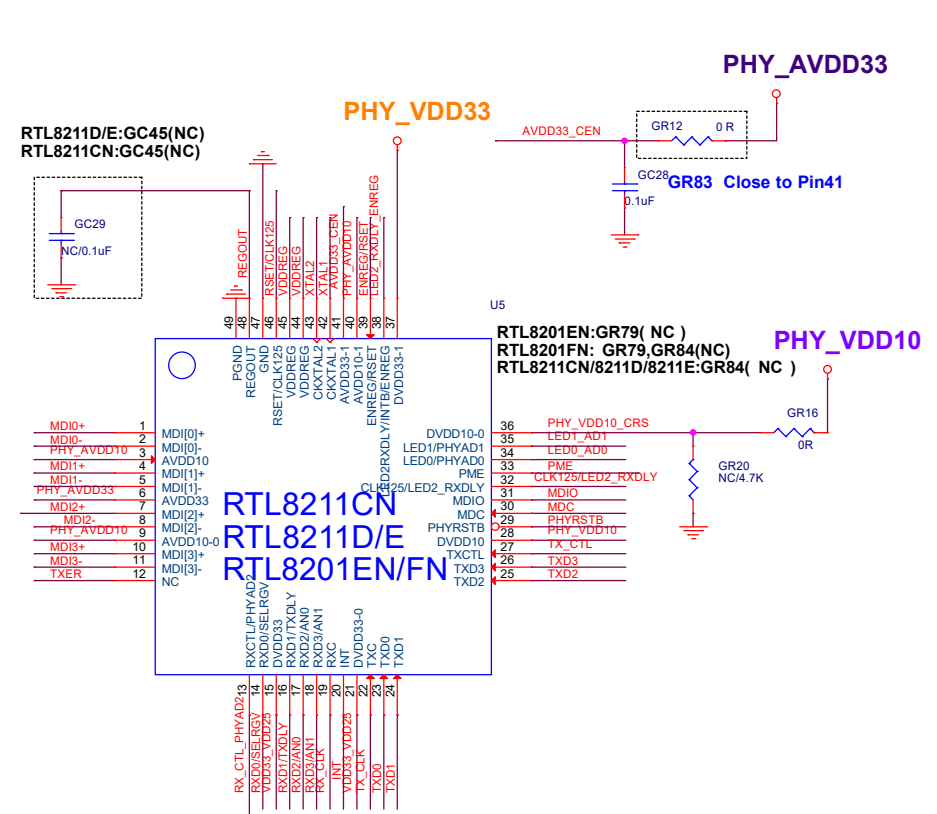 PHY_AVDD33
PHY_VDD33
RTL8211D/E:GC45(NC)
RTL8211CN:GC45(NC)
AVDD33_CEN
GR12
0 R
GC28
0.1uF
GR83 Close to Pin41
GC29
NC/0.1uF
REGOUT
RSET/CLK125
VDDREG
VDDREG
XTAL2
XTAL1
AVDD33_CEN
PHY_AVDD10
ENREG/RSET
LED2_RXDLY_ENREG
U5
49
48
47
46
45
44
43
42
41
40
39
38
37
PGND
REGOUT
GND
RSET/CLK125
VDDREG
VDDREG
CKXTAL2
CKXTAL1
AVDD33-1
AVDD10-1
ENREG/RSET
LED2RXDLY/INTB/ENREG
DVDD33-1
RTL8201EN:GR79( NC )
RTL8201FN: GR79,GR84(NC)
RTL8211CN/8211D/8211E:GR84( NC )
PHY_VDD10
GR16
0R
GR20
NC/4.7K
MDI0+ 1 MDI[0]+
MDI0- 2 MDI[0]-
PHY_AVDD10 3 AVDD10
MDI1+ 4 MDI[1]+
MDI1- 5 MDI[1]-
PHY_AVDD33 6 AVDD33
MDI2+ 7 MDI[2]+
MDI2- 8 MDI[2]-
PHY_AVDD10 9 AVDD10-0
MDI3+ 10 MDI[3]+
MDI3- 11 MDI[3]-
TXER 12 NC
RTL8211CN
RTL8211D/E
RTL8201EN/FN
DVDD10-0 36 PHY_VDD10_CRS
LED1/PHYAD1 35 LED1_AD1
LED0/PHYAD0 34 LED0_AD0
PME 33 PME
CLK125/LED2_RXDLY 32 CLK125/LED2_RXDLY
MDIO 31 MDIO
MDC 30 MDC
PHYRSTB 29 PHYRSTB
DVDD10 28 PHY_VDD10
TXCTL 27 TX_CTL
TXD3 26 TXD3
TXD2 25 TXD2
RXCTL/PHYAD2
RXD0/SELRGV
DVDD33
RXD1/TXDLY
RXD2/AN0
RXD3/AN1
RXC
INT
DVDD33-0
TXC
TXD0
TXD1
13
14
15
16
17
18
19
20
21
22
23
24
RX_CTL_PHYAD2
RXD0/SELRGV
VDD33_VDD25
RXD1/TXDLY
RXD2/AN0
RXD3/AN1
RX_CLK
INT
VDD33_VDD25
TX_CLK
TXD0
TXD1